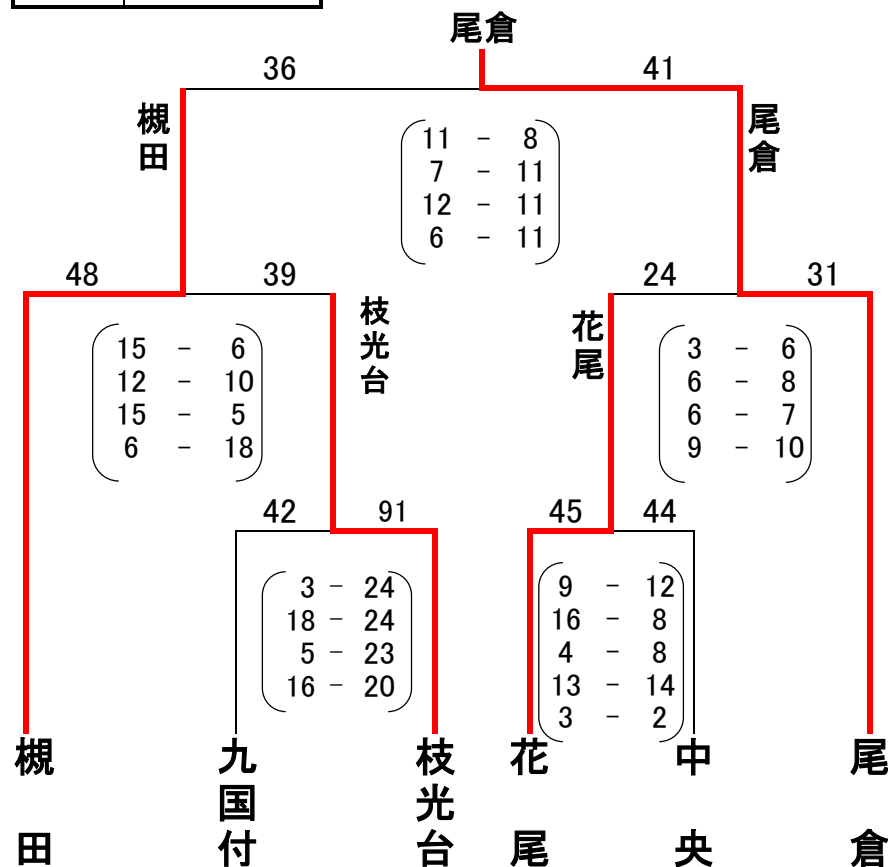 尾倉
36 41
槻田
尾倉
11 - 8
7 - 11
12 - 11
6 - 11
48 39
24 31
枝光台
花尾
15 - 6
12 - 10
15 - 5
6 - 18
3 - 6
6 - 8
6 - 7
9 - 10
42 91
45 44
3 - 24
18 - 24
5 - 23
16 - 20
9 - 12
16 - 8
4 - 8
13 - 14
3 - 2
槻田
九国付
枝光台
花尾
中央
尾倉